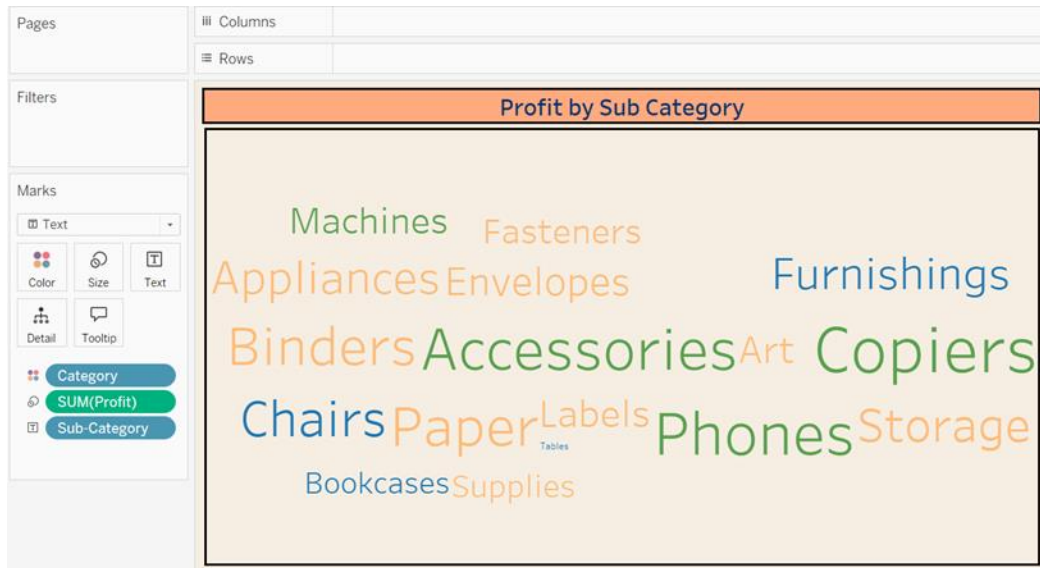 Pages
Columns
Rows
Filters
Profit by Sub Category
Marks
Text
Color Size Text
Detail Tooltip
Category
SUM(Profit)
Sub-Category
Machines Fasteners
Appliances Envelopes Furnishings
Binders Accessories Art Copiers
Chairs Paper Labels Phones Storage
Tables
Bookcases Supplies